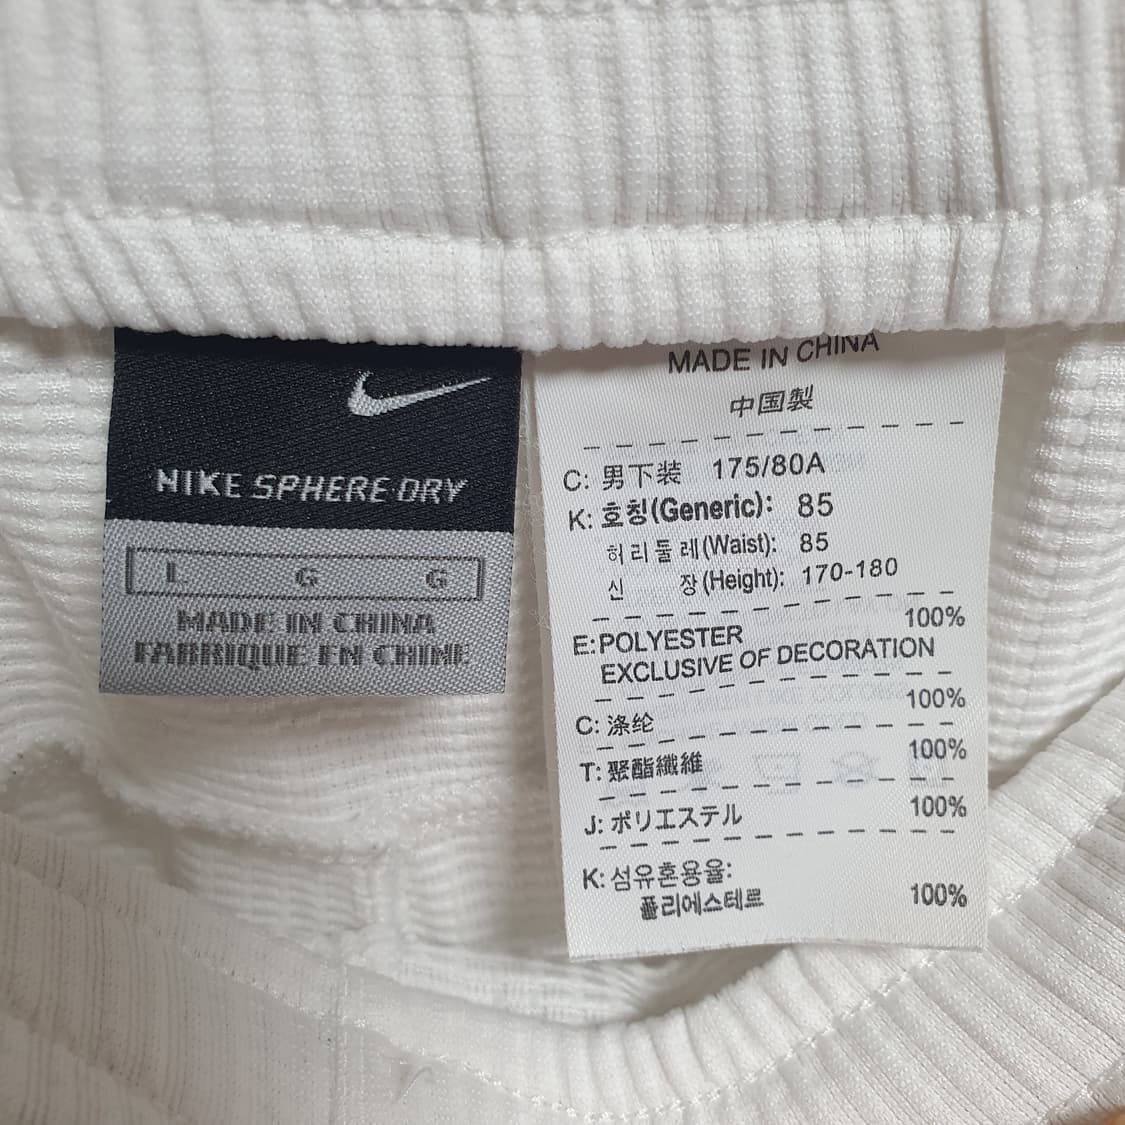 NIKE SPHERE DRY
L G G
MADE IN CHINA
FABRIQUE EN CHINE
MADE IN CHINA
中国製
C: 男下装 175/80A
K: 호칭(Generic): 85
허리둘레(Waist): 85
신 장(Height): 170-180
E: POLYESTER 100%
EXCLUSIVE OF DECORATION
C: 涤纶 100%
T: 聚酯纖維 100%
J: ポリエステル 100%
K: 섬유혼용율:
폴리에스테르 100%